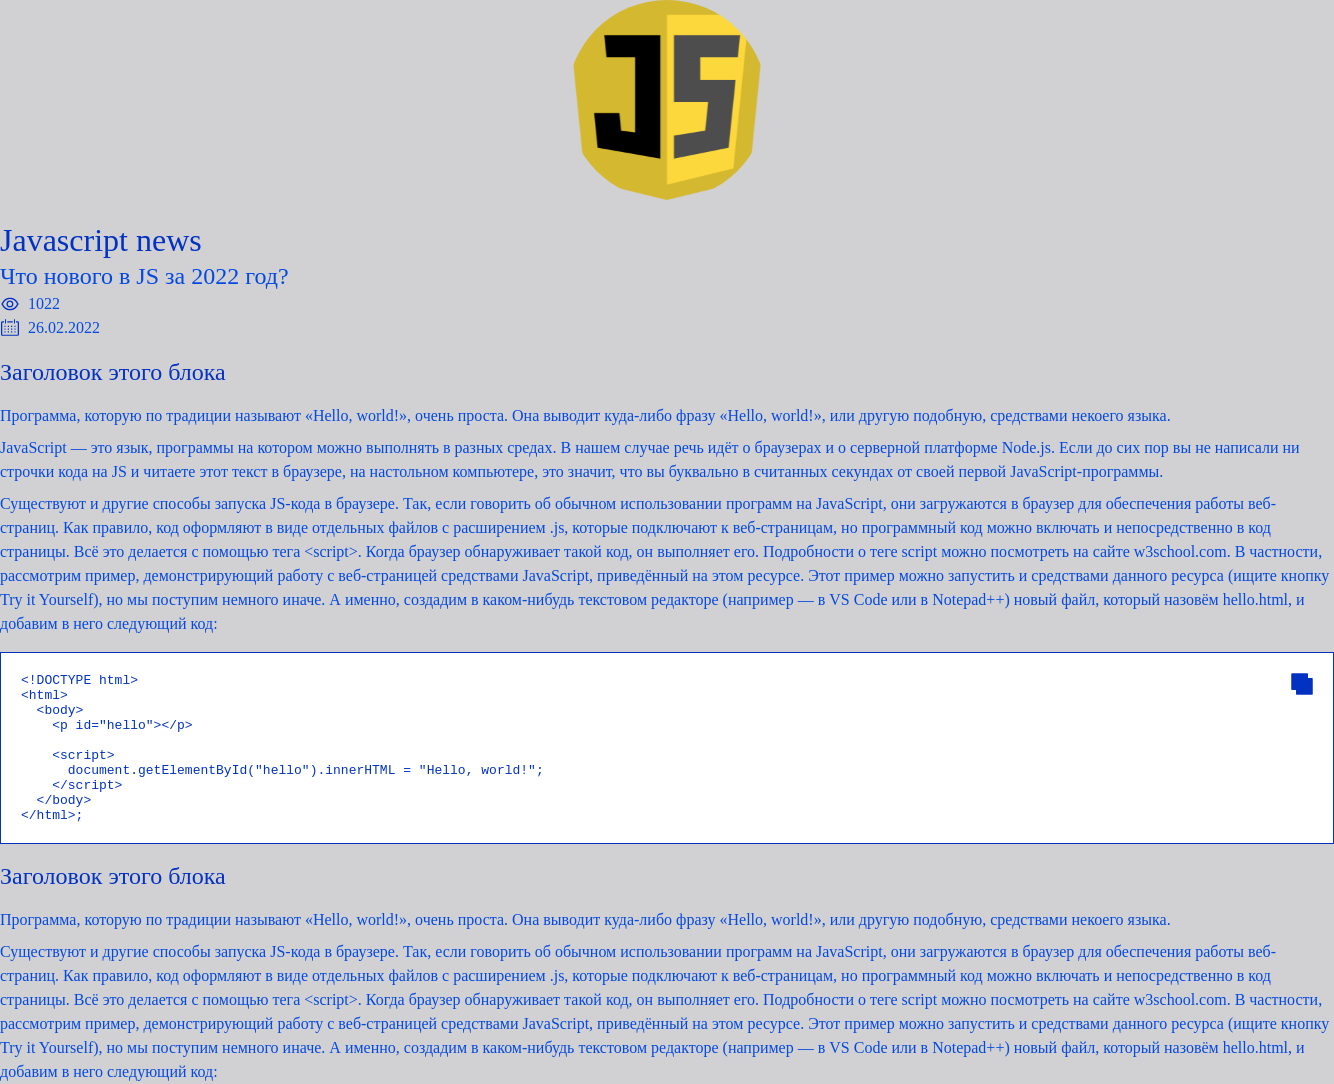 JS
Javascript news
Что нового в JS за 2022 год?
1022
26.02.2022
Заголовок этого блока
Программа, которую по традиции называют «Hello, world!», очень проста. Она выводит куда-либо фразу «Hello, world!», или другую подобную, средствами некоего языка.
JavaScript — это язык, программы на котором можно выполнять в разных средах. В нашем случае речь идёт о браузерах и о серверной платформе Node.js. Если до сих пор вы не написали ни
строчки кода на JS и читаете этот текст в браузере, на настольном компьютере, это значит, что вы буквально в считанных секундах от своей первой JavaScript-программы.
Существуют и другие способы запуска JS-кода в браузере. Так, если говорить об обычном использовании программ на JavaScript, они загружаются в браузер для обеспечения работы веб-
страниц. Как правило, код оформляют в виде отдельных файлов с расширением .js, которые подключают к веб-страницам, но программный код можно включать и непосредственно в код
страницы. Всё это делается с помощью тега <script>. Когда браузер обнаруживает такой код, он выполняет его. Подробности о теге script можно посмотреть на сайте w3school.com. В частности,
рассмотрим пример, демонстрирующий работу с веб-страницей средствами JavaScript, приведённый на этом ресурсе. Этот пример можно запустить и средствами данного ресурса (ищите кнопку
Try it Yourself), но мы поступим немного иначе. А именно, создадим в каком-нибудь текстовом редакторе (например — в VS Code или в Notepad++) новый файл, который назовём hello.html, и
добавим в него следующий код:
<!DOCTYPE html>
<html>
  <body>
    <p id="hello"></p>
    <script>
      document.getElementById("hello").innerHTML = "Hello, world!";
    </script>
  </body>
</html>;
Заголовок этого блока
Программа, которую по традиции называют «Hello, world!», очень проста. Она выводит куда-либо фразу «Hello, world!», или другую подобную, средствами некоего языка.
Существуют и другие способы запуска JS-кода в браузере. Так, если говорить об обычном использовании программ на JavaScript, они загружаются в браузер для обеспечения работы веб-
страниц. Как правило, код оформляют в виде отдельных файлов с расширением .js, которые подключают к веб-страницам, но программный код можно включать и непосредственно в код
страницы. Всё это делается с помощью тега <script>. Когда браузер обнаруживает такой код, он выполняет его. Подробности о теге script можно посмотреть на сайте w3school.com. В частности,
рассмотрим пример, демонстрирующий работу с веб-страницей средствами JavaScript, приведённый на этом ресурсе. Этот пример можно запустить и средствами данного ресурса (ищите кнопку
Try it Yourself), но мы поступим немного иначе. А именно, создадим в каком-нибудь текстовом редакторе (например — в VS Code или в Notepad++) новый файл, который назовём hello.html, и
добавим в него следующий код: